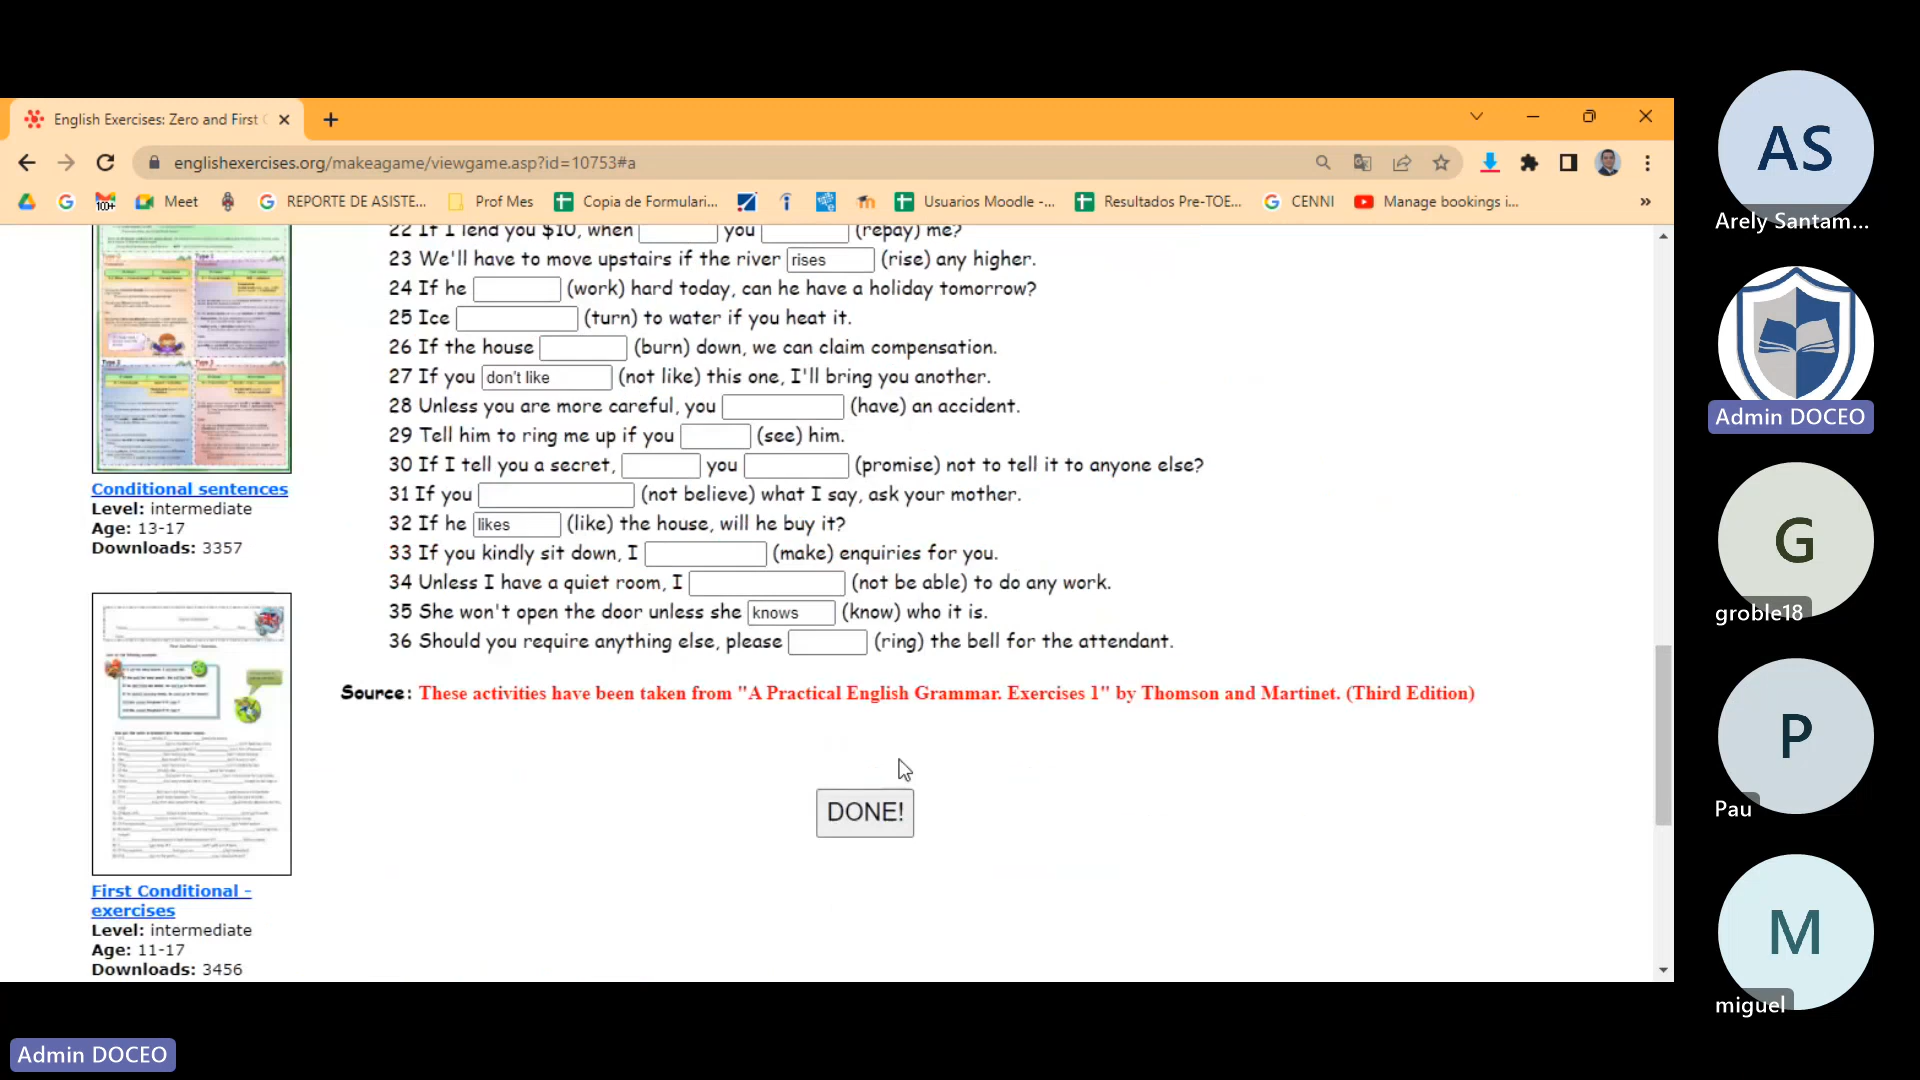 English Exercises: Zero and First
englishexercises.org/makeagame/viewgame.asp?id=10753#a
100+
Meet
REPORTE DE ASISTE...
Prof Mes
Copia de Formulari...
Usuarios Moodle -...
Resultados Pre-TOE...
CENNI
Manage bookings i...
22 If I lend you $10, when you (repay) me?
23 We'll have to move upstairs if the river rises (rise) any higher.
24 If he (work) hard today, can he have a holiday tomorrow?
25 Ice (turn) to water if you heat it.
26 If the house (burn) down, we can claim compensation.
27 If you don't like (not like) this one, I'll bring you another.
28 Unless you are more careful, you (have) an accident.
29 Tell him to ring me up if you (see) him.
30 If I tell you a secret, you (promise) not to tell it to anyone else?
31 If you (not believe) what I say, ask your mother.
32 If he likes (like) the house, will he buy it?
33 If you kindly sit down, I (make) enquiries for you.
34 Unless I have a quiet room, I (not be able) to do any work.
35 She won't open the door unless she knows (know) who it is.
36 Should you require anything else, please (ring) the bell for the attendant.
Source: These activities have been taken from "A Practical English Grammar. Exercises 1" by Thomson and Martinet. (Third Edition)
DONE!
Conditional sentences
Level: intermediate
Age: 13-17
Downloads: 3357
First Conditional -
exercises
Level: intermediate
Age: 11-17
Downloads: 3456
AS
Arely Santam...
Admin DOCEO
G
groble18
P
Pau
M
miguel
Admin DOCEO